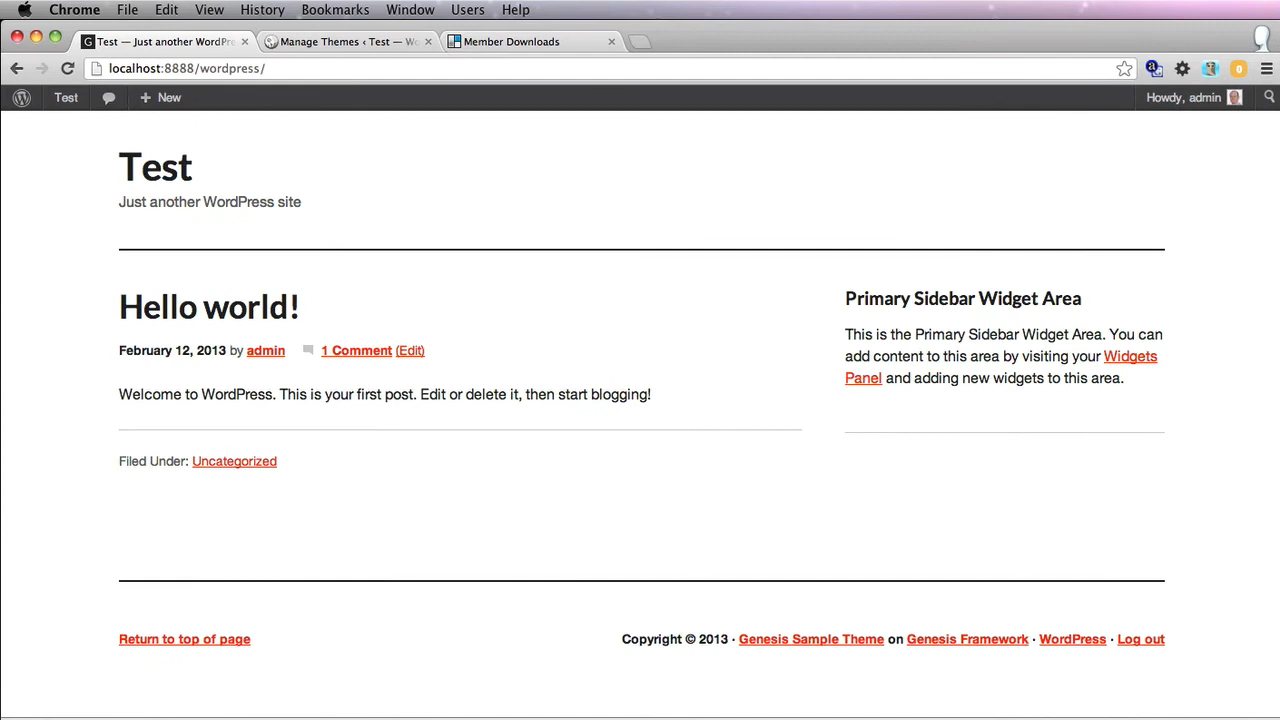 Chrome File Edit View History Bookmarks Window Users Help
Test — Just another WordPre
Manage Themes ‹ Test — Wo
Member Downloads
localhost:8888/wordpress/
Test
New
Howdy, admin
Test
Just another WordPress site
Hello world!
February 12, 2013 by admin 1 Comment (Edit)
Welcome to WordPress. This is your first post. Edit or delete it, then start blogging!
Filed Under: Uncategorized
Primary Sidebar Widget Area
This is the Primary Sidebar Widget Area. You can
add content to this area by visiting your Widgets
Panel and adding new widgets to this area.
Return to top of page
Copyright © 2013 · Genesis Sample Theme on Genesis Framework · WordPress · Log out